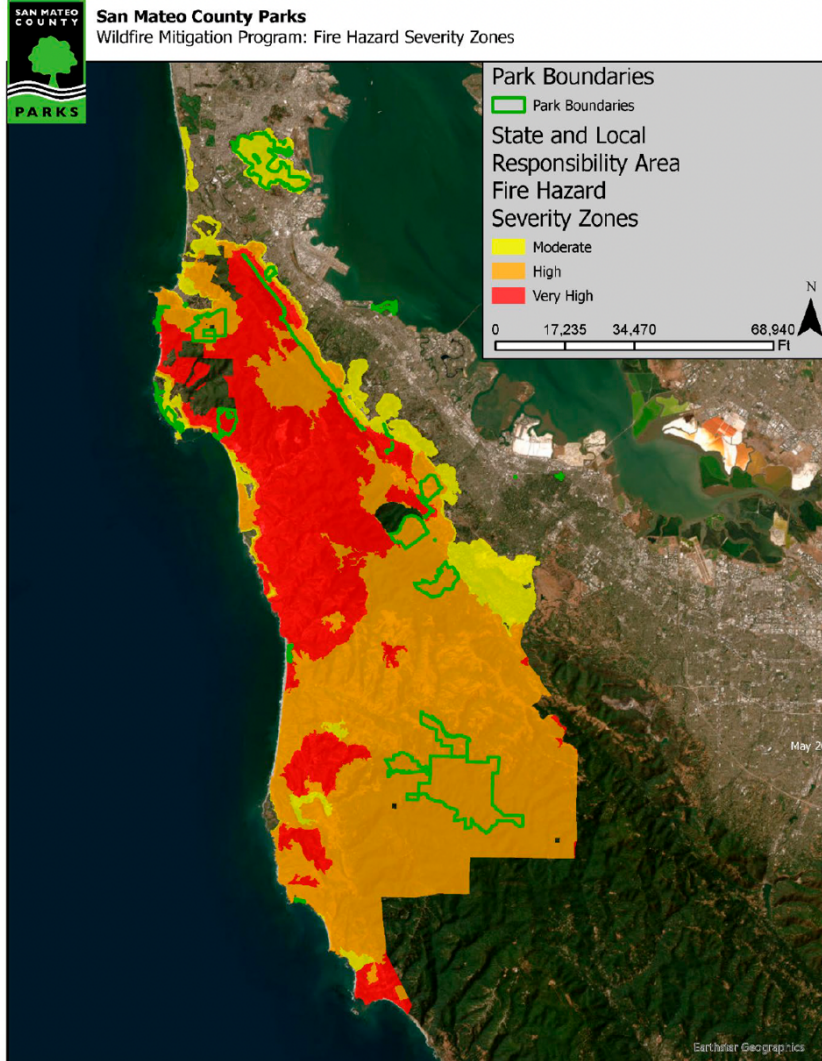 SAN MATEO
COUNTY
PARKS
San Mateo County Parks
Wildfire Mitigation Program: Fire Hazard Severity Zones
Park Boundaries
Park Boundaries
State and Local
Responsibility Area
Fire Hazard
Severity Zones
Moderate
High
Very High
N
0 17,235 34,470 68,940
Ft
May 2
Earthstar Geographics